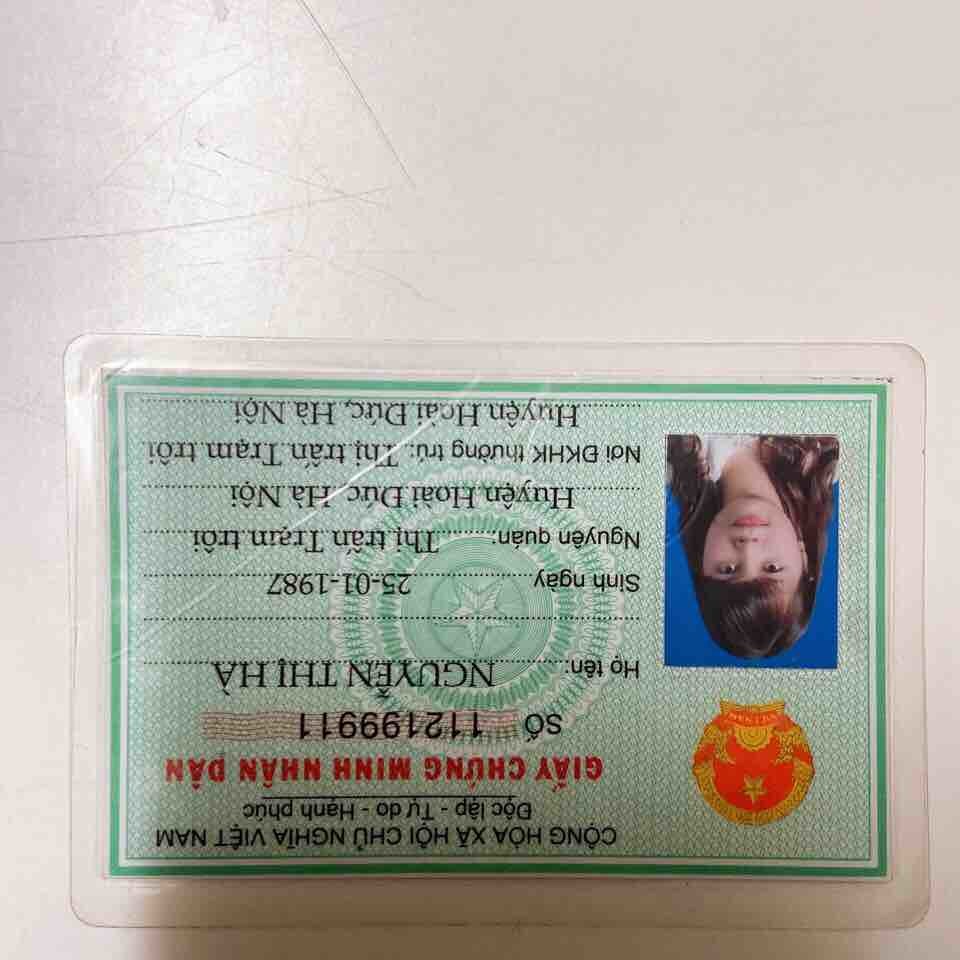 CỘNG HÒA XÃ HỘI CHỦ NGHĨA VIỆT NAM
Độc lập - Tự do - Hạnh phúc
GIẤY CHỨNG MINH NHÂN DÂN
SỐ 112199911
Họ tên: NGUYỄN THỊ HÀ
Sinh ngày 25-01-1987
Nguyên quán: Thị trấn Trạm trôi
Huyện Hoài Đức, Hà Nội
Nơi ĐKHK thường trú: Thị trấn Trạm trôi
Huyện Hoài Đức, Hà Nội